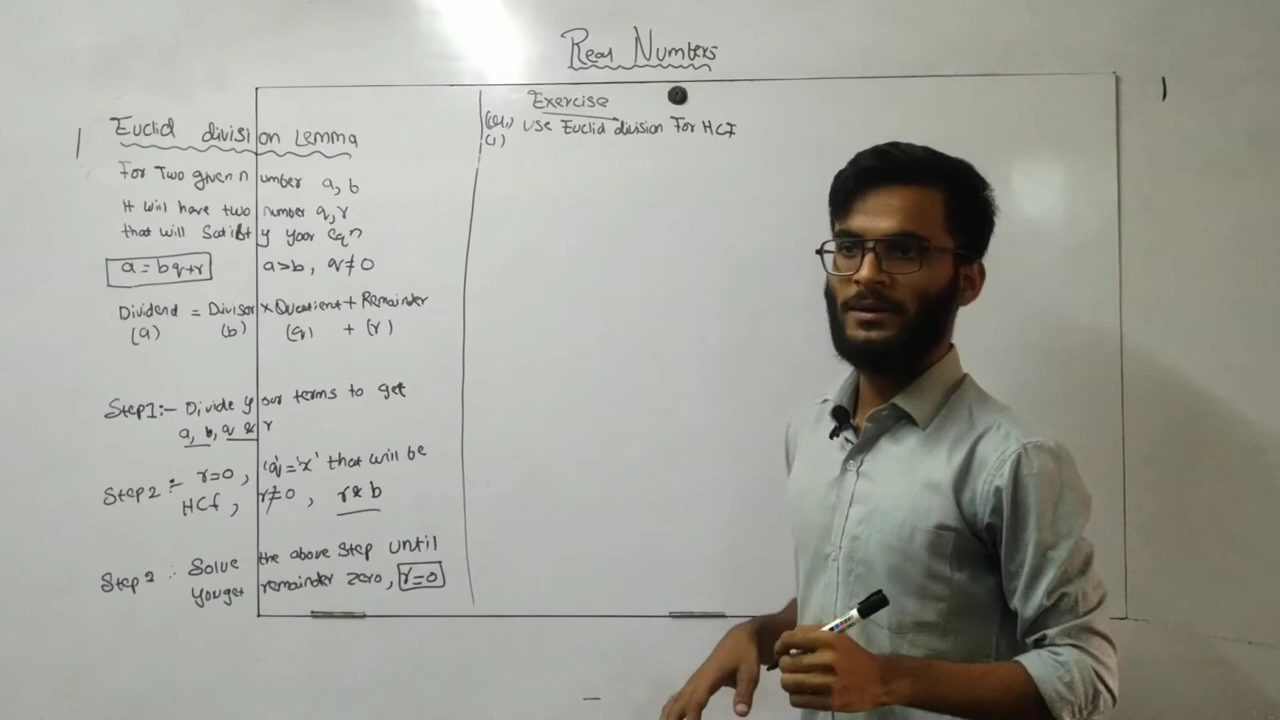 Real Numbers
Euclid division Lemma
For Two given number a, b
It will have two number q, r
that will Satisfy your eqn
a = bq+r a>b, q≠0
Dividend = Divisor × Quotient + Remainder
(a) (b) (q) + (r)
Step1:- Divide your terms to get
a, b, q & r
Step2:- r=0, 'q'='x' that will be
HCf, r≠0, r & b
Step3: Solve the above Step until
you get remainder zero, r=0
Exercise
(Q1,) Use Euclid division For HCF
(i)